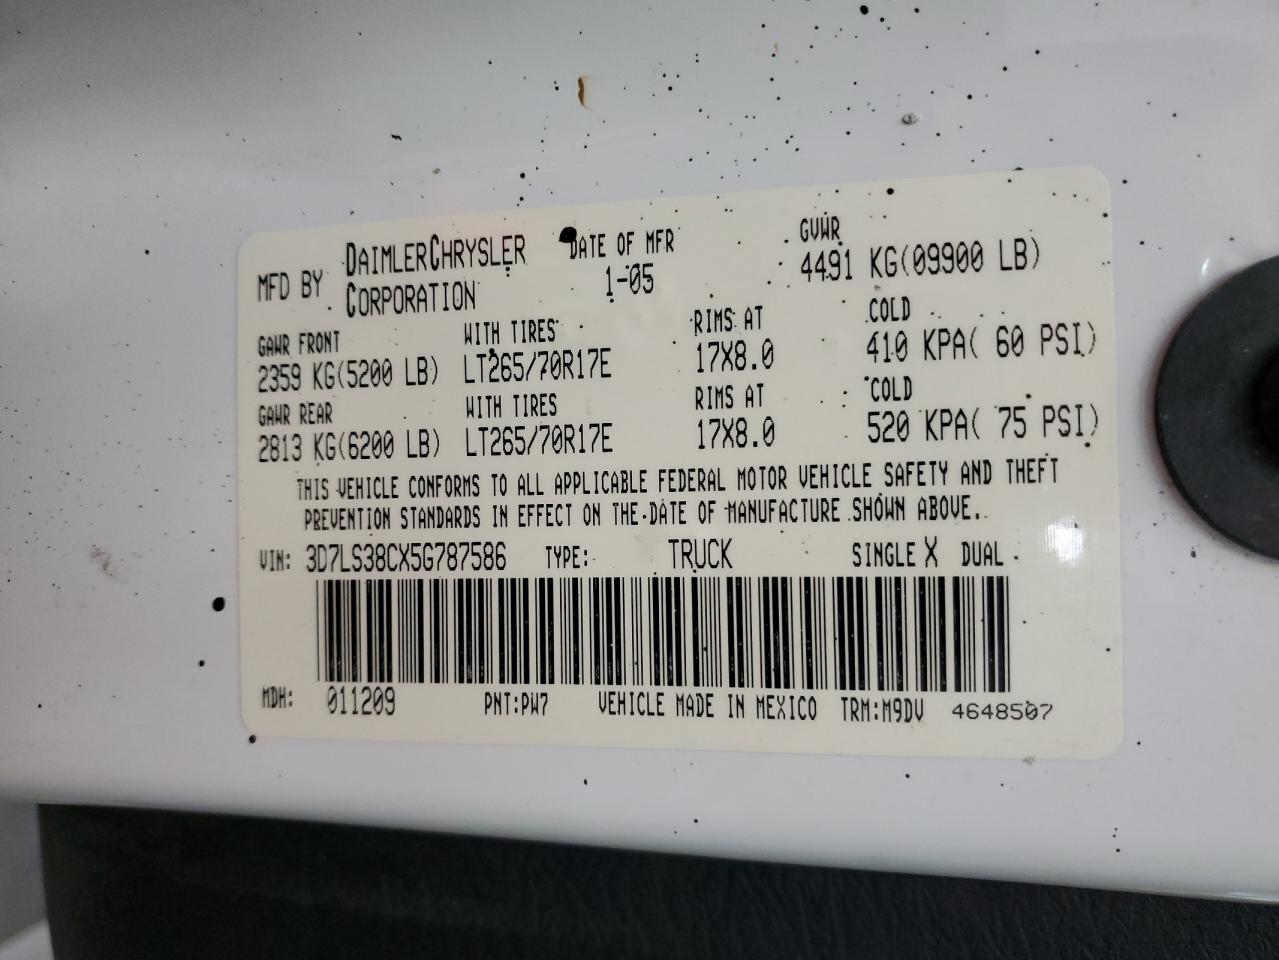 MFD BY DAIMLERCHRYSLER CORPORATION DATE OF MFR 1-05 GVWR 4491 KG(09900 LB)
GAWR FRONT WITH TIRES RIMS AT COLD
2359 KG(5200 LB) LT265/70R17E 17X8.0 410 KPA( 60 PSI)
GAWR REAR WITH TIRES RIMS AT COLD
2813 KG(6200 LB) LT265/70R17E 17X8.0 520 KPA( 75 PSI)
THIS VEHICLE CONFORMS TO ALL APPLICABLE FEDERAL MOTOR VEHICLE SAFETY AND THEFT
PREVENTION STANDARDS IN EFFECT ON THE DATE OF MANUFACTURE SHOWN ABOVE.
VIN: 3D7LS38CX5G787586 TYPE: TRUCK SINGLE X DUAL
MDH: 011209 PNT:PW7 VEHICLE MADE IN MEXICO TRM:M9DV 4648507